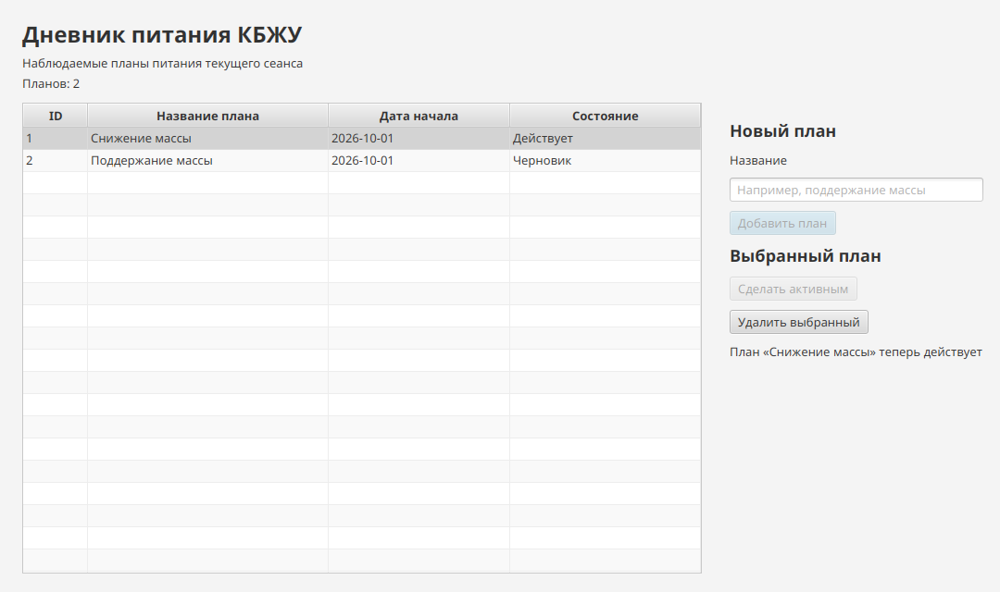 Дневник питания КБЖУ
Наблюдаемые планы питания текущего сеанса
Планов: 2
ID Название плана Дата начала Состояние
1 Снижение массы 2026-10-01 Действует
2 Поддержание массы 2026-10-01 Черновик
Новый план
Название
Например, поддержание массы
Добавить план
Выбранный план
Сделать активным
Удалить выбранный
План «Снижение массы» теперь действует